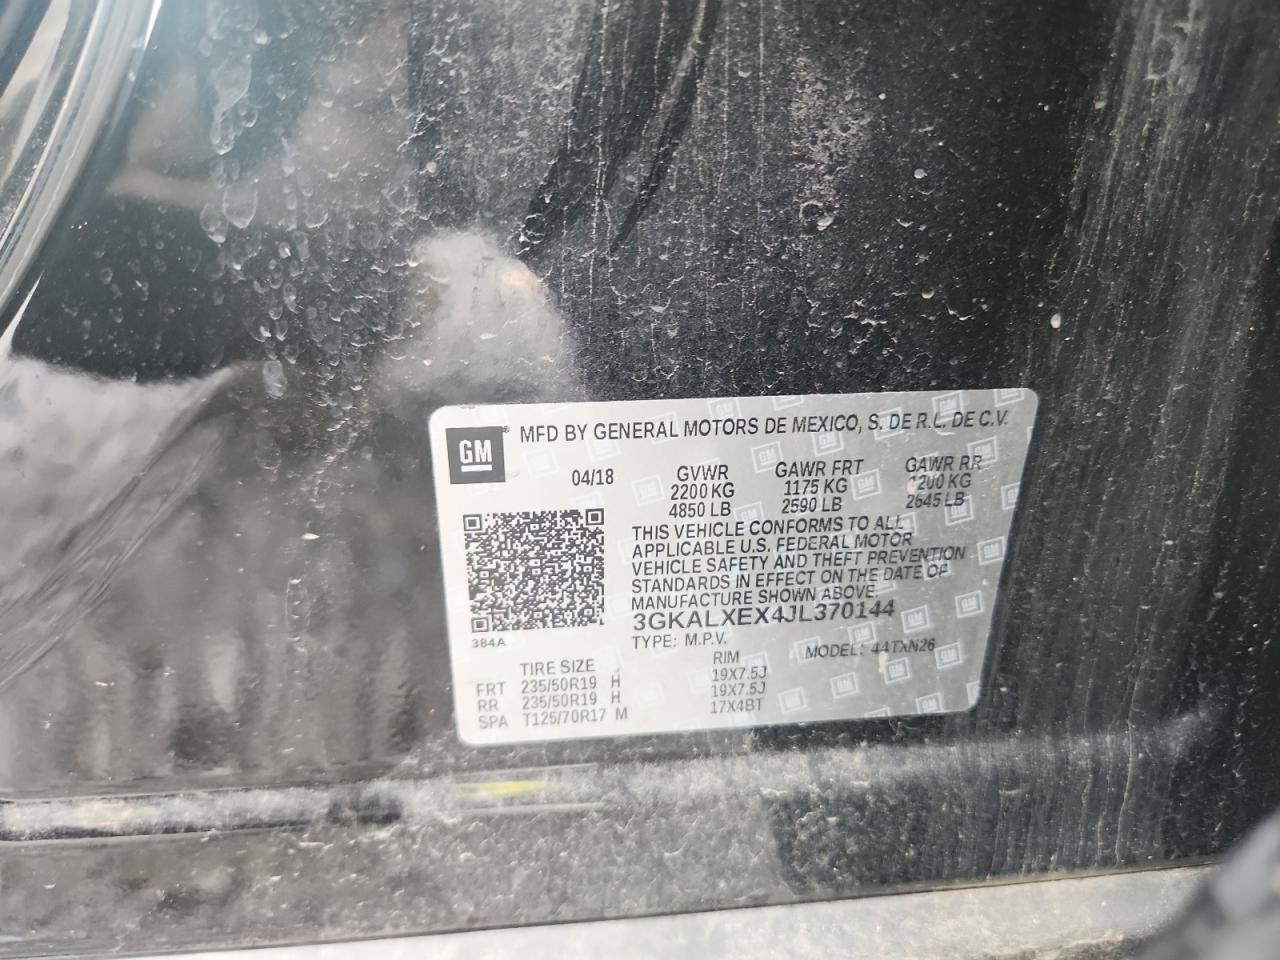 GM® MFD BY GENERAL MOTORS DE MEXICO, S. DE R.L. DE C.V.
04/18 GVWR GAWR FRT GAWR RR
2200 KG 1175 KG 1200 KG
4850 LB 2590 LB 2645 LB
THIS VEHICLE CONFORMS TO ALL
APPLICABLE U.S. FEDERAL MOTOR
VEHICLE SAFETY AND THEFT PREVENTION
STANDARDS IN EFFECT ON THE DATE OF
MANUFACTURE SHOWN ABOVE.
3GKALXEX4JL370144
384A
TYPE: M.P.V. MODEL: 44TXN26
TIRE SIZE RIM
FRT 235/50R19 H 19X7.5J
RR 235/50R19 H 19X7.5J
SPA T125/70R17 M 17X4BT